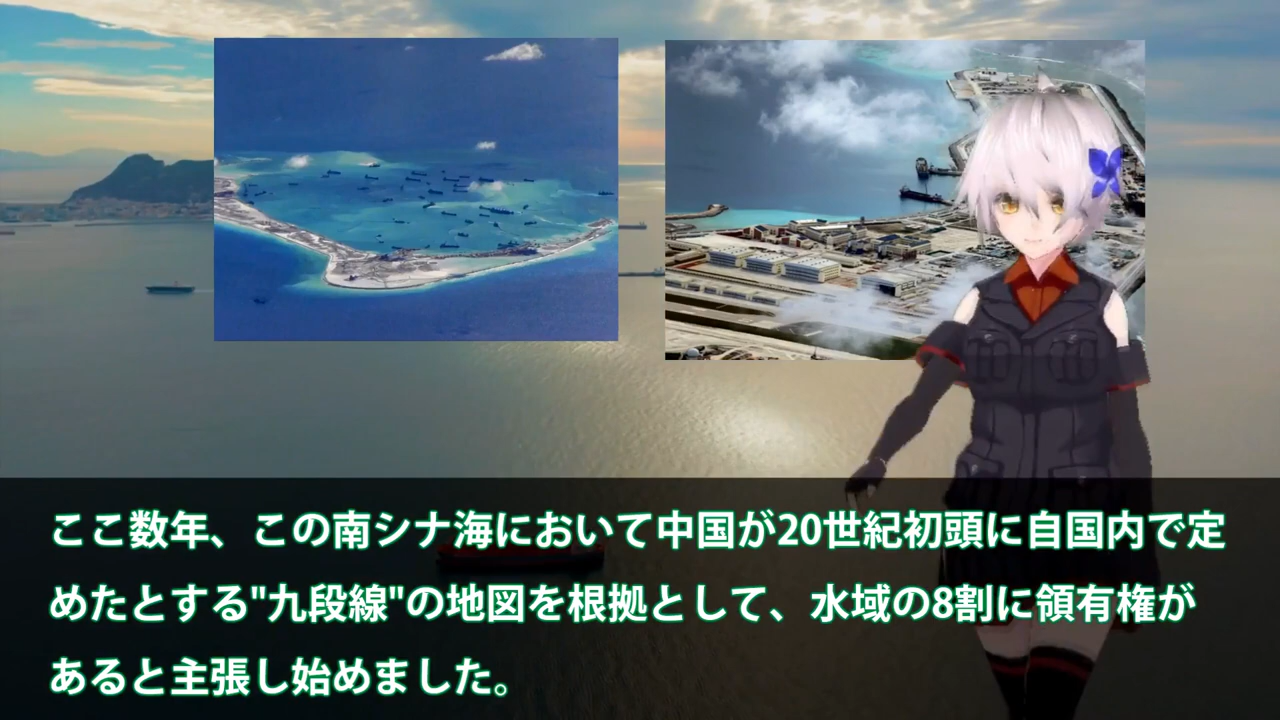 ここ数年、この南シナ海において中国が20世紀初頭に自国内で定
めたとする"九段線"の地図を根拠として、水域の8割に領有権が
あると主張し始めました。